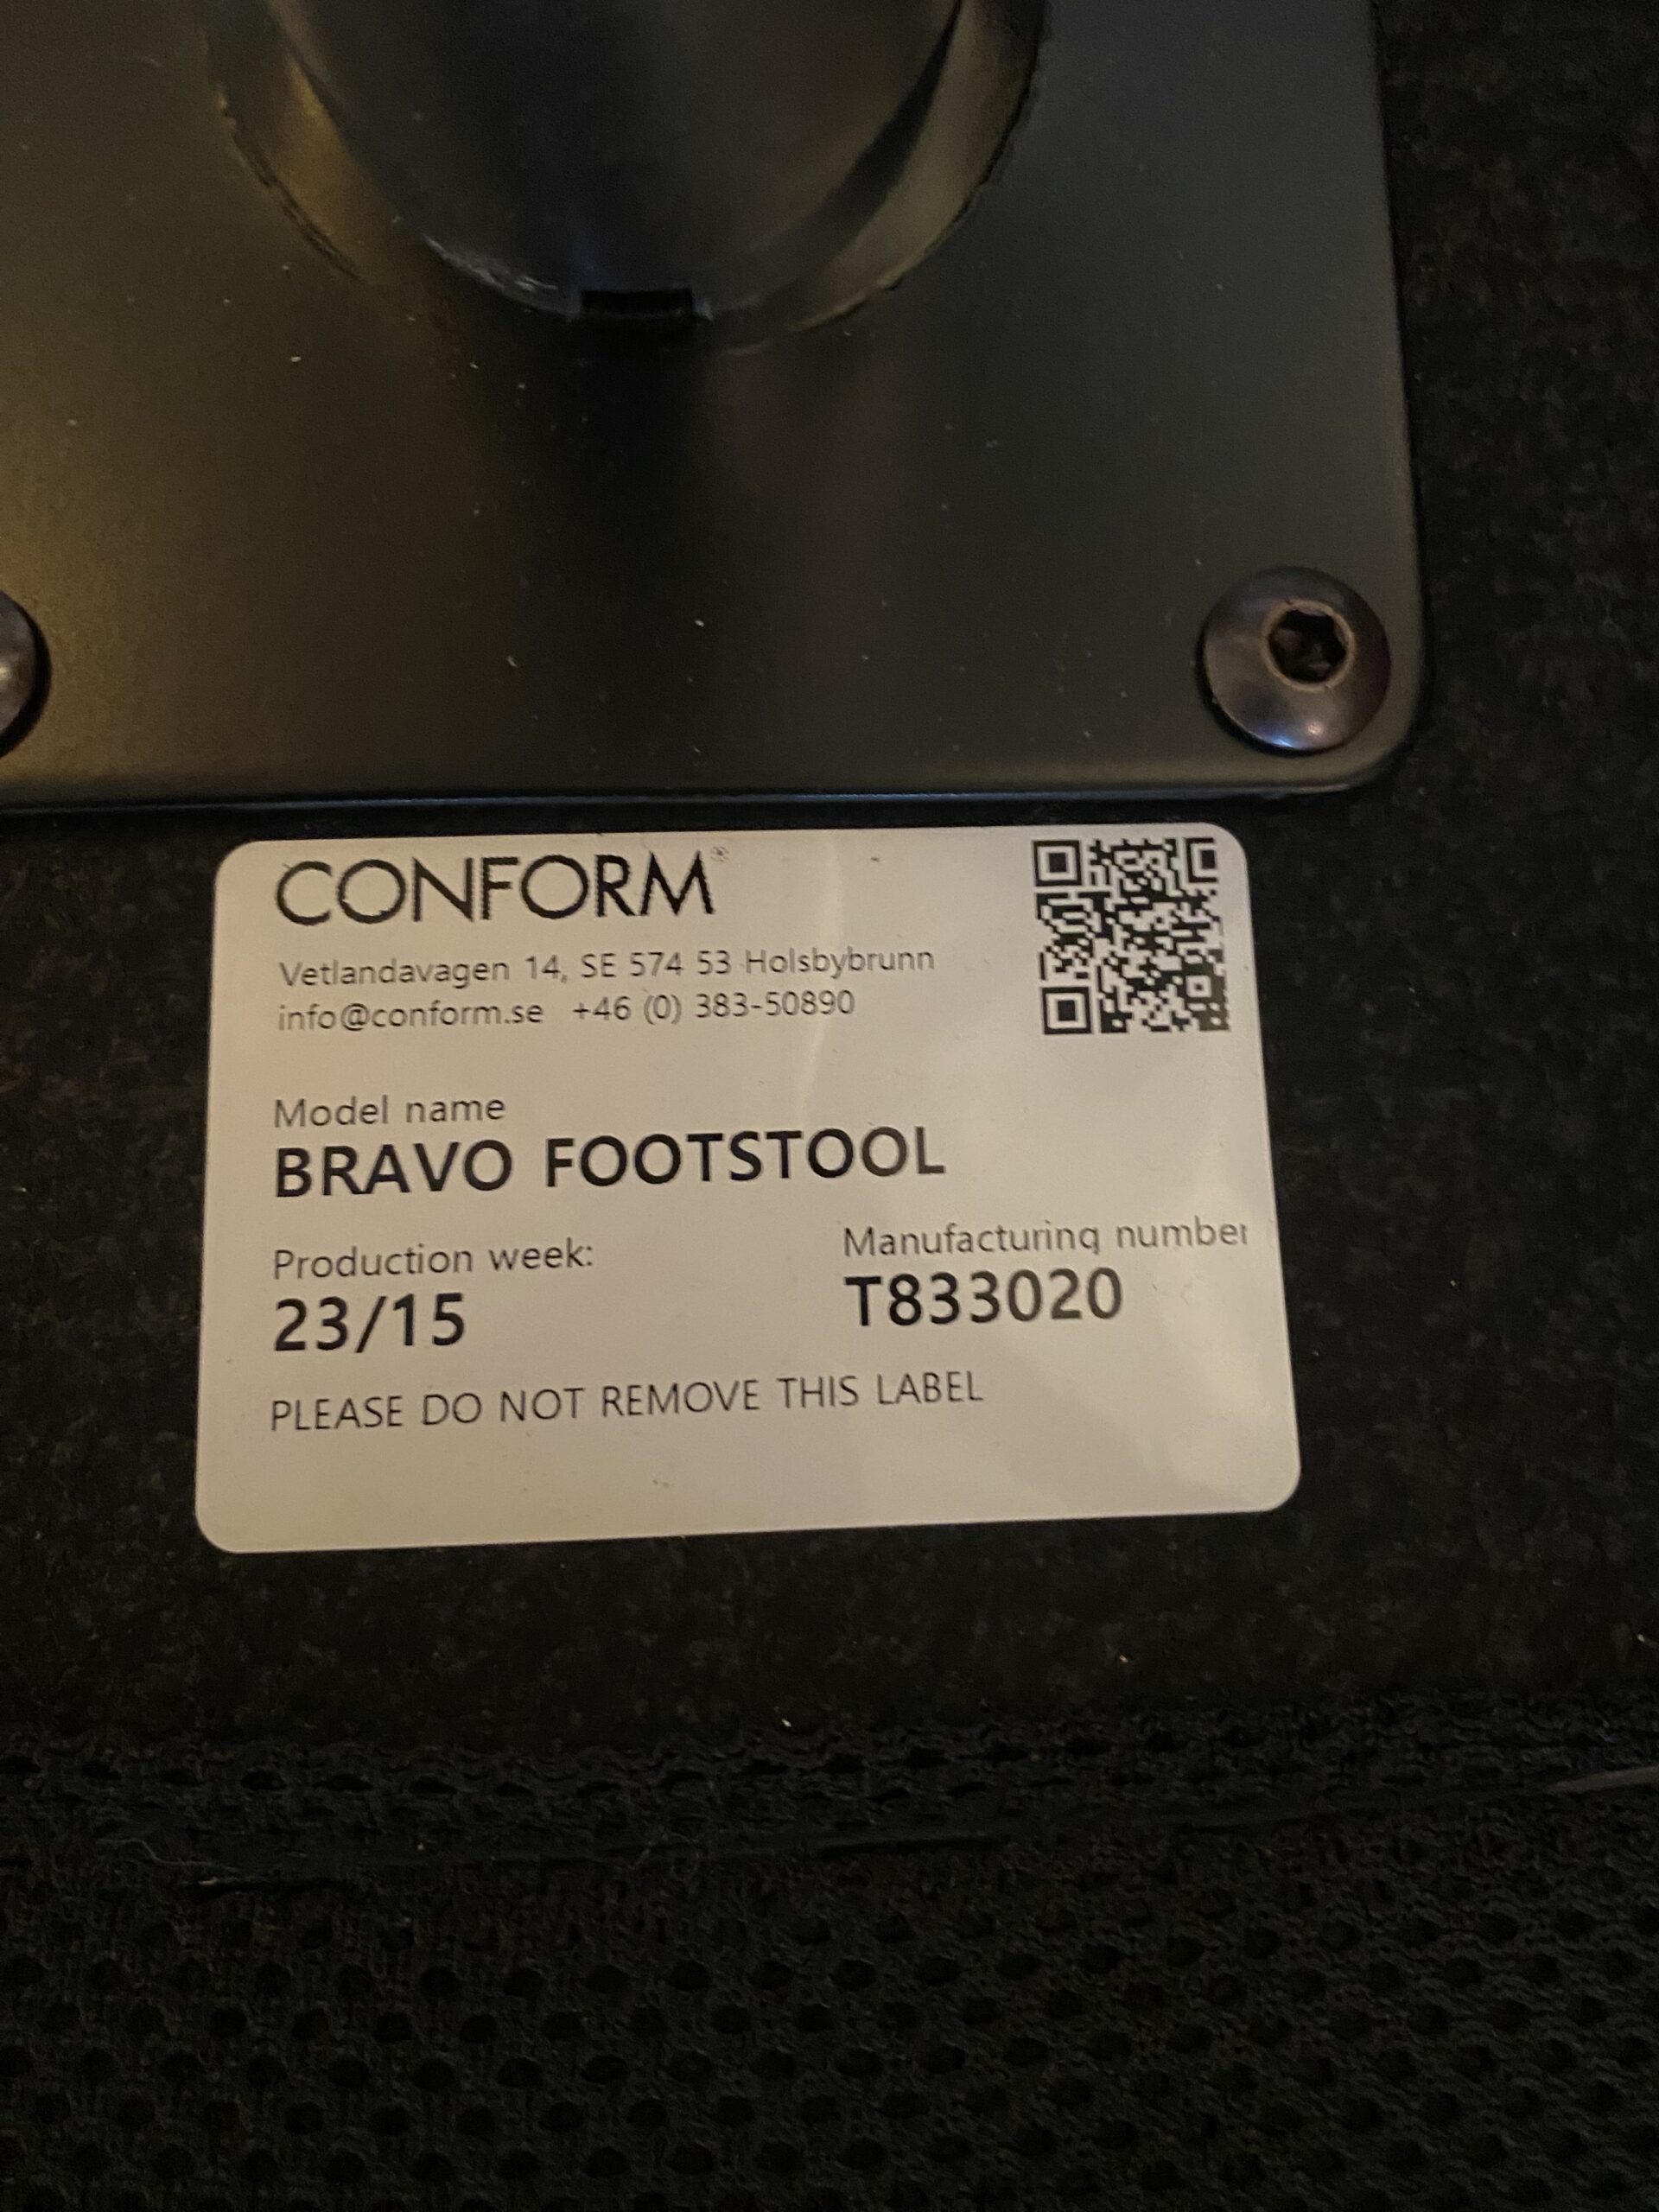 CONFORM®
Vetlandavagen 14, SE 574 53 Holsbybrunn
info@conform.se +46 (0) 383-50890
Model name
BRAVO FOOTSTOOL
Production week:
23/15
Manufacturing number
T833020
PLEASE DO NOT REMOVE THIS LABEL